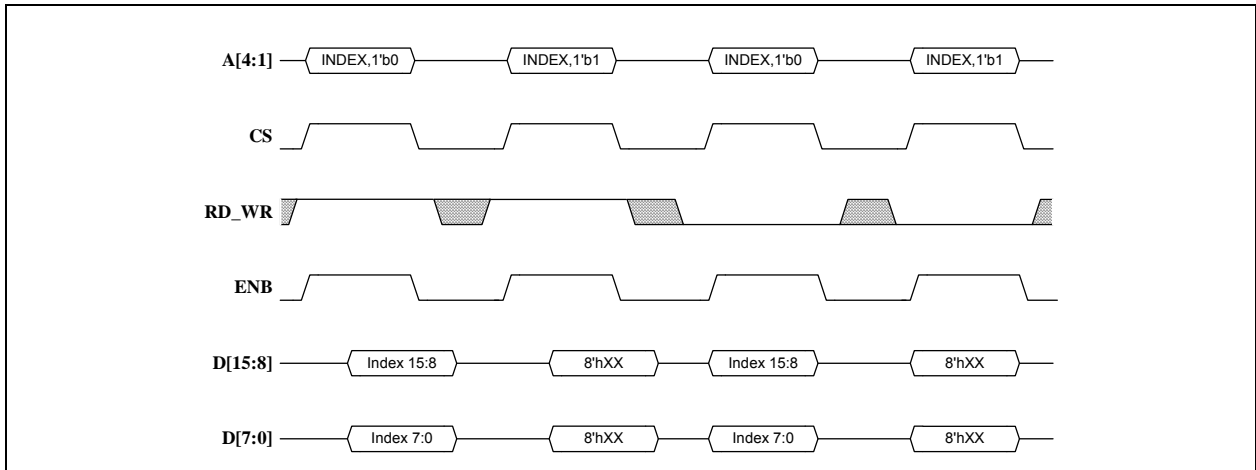 A[4:1] INDEX,1'b0 INDEX,1'b1 INDEX,1'b0 INDEX,1'b1
CS
RD_WR
ENB
D[15:8] Index 15:8 8'hXX Index 15:8 8'hXX
D[7:0] Index 7:0 8'hXX Index 7:0 8'hXX